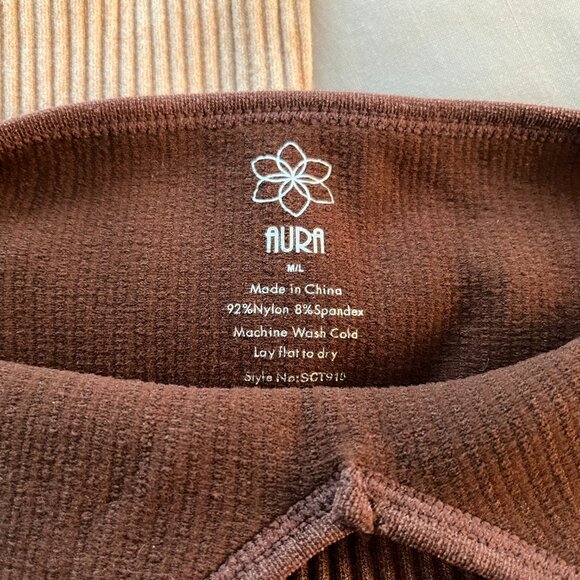 AURA
M/L
Made in China
92%Nylon 8%Spandex
Machine Wash Cold
Lay flat to dry
Style No:SCT915